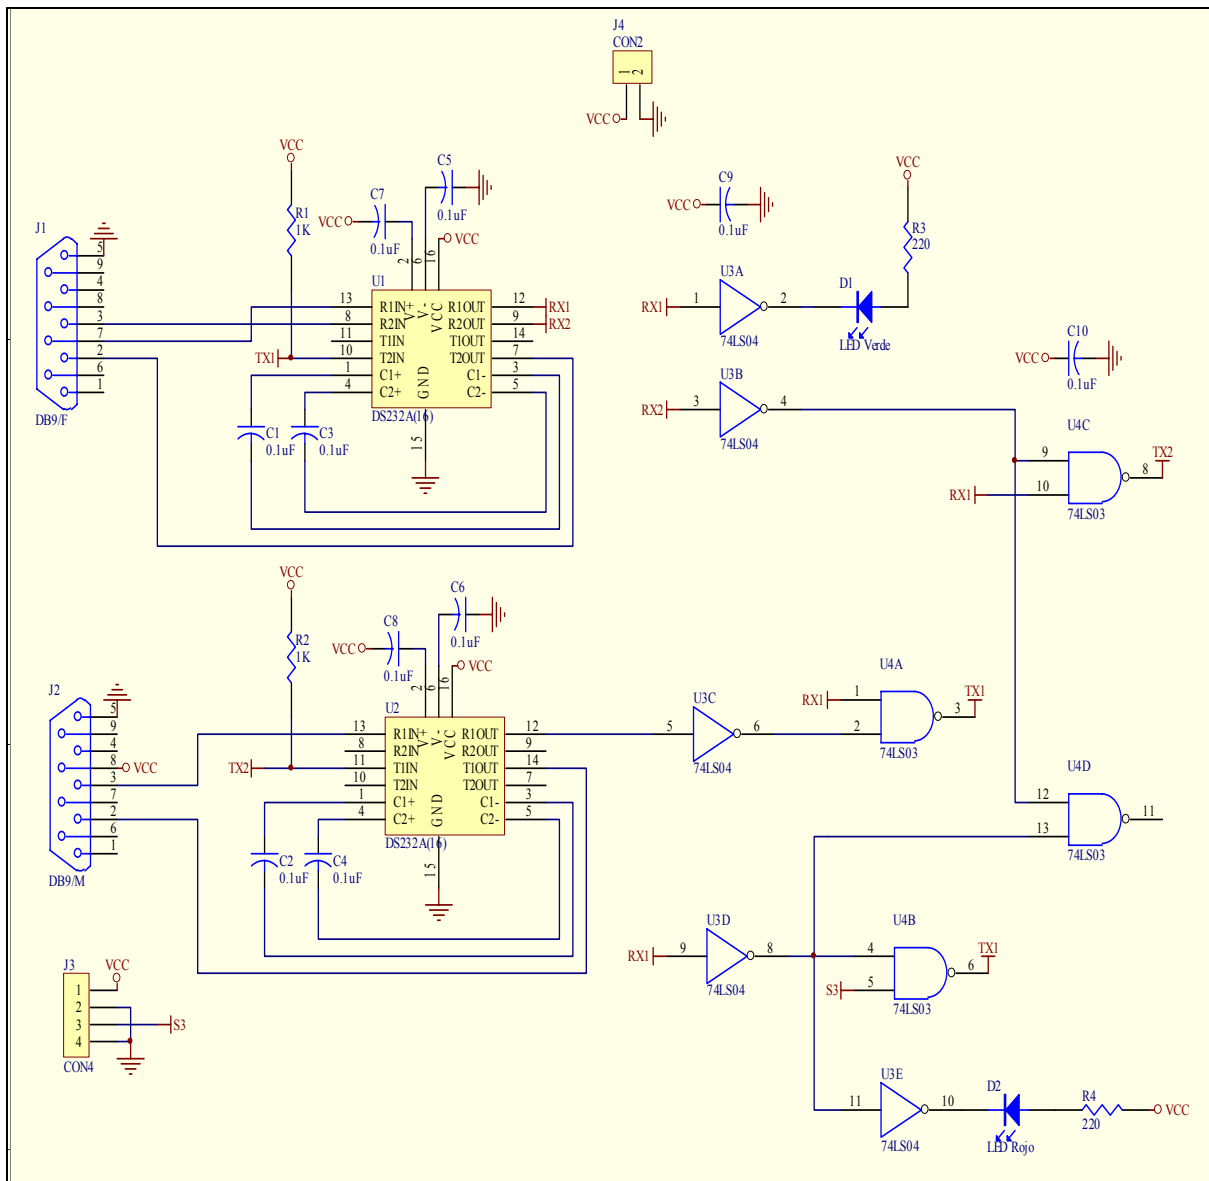 J4
CON2
1 2
VCC
VCC
R1
1K
C7
VCC
0.1uF
C5
0.1uF
VCC
2 6 16
J1
5
9
4
8
3
7
2
6
1
DB9/F
U1
13 R1IN R1OUT 12 RX1
8 R2IN R2OUT 9 RX2
11 T1IN T1OUT 14
TX1 10 T2IN T2OUT 7
1 C1+ C1- 3
4 C2+ C2- 5
V+ V- VCC
GND
DS232A(16)
15
C1
0.1uF
C3
0.1uF
C9
VCC
0.1uF
VCC
R3
220
U3A
RX1 1 2
74LS04
D1
LED Verde
U3B
RX2 3 4
74LS04
C10
VCC
0.1uF
U4C
9
RX1 10
8 TX2
74LS03
VCC
R2
1K
C8
VCC
0.1uF
C6
0.1uF
VCC
2 6 16
J2
5
9
4
8 VCC
3
7
2
6
1
DB9/M
U2
13 R1IN R1OUT 12
8 R2IN R2OUT 9
TX2 11 T1IN T1OUT 14
10 T2IN T2OUT 7
1 C1+ C1- 3
4 C2+ C2- 5
V+ V- VCC
GND
DS232A(16)
15
C2
0.1uF
C4
0.1uF
U3C
5 6
74LS04
U4A
RX1 1
2
3 TX1
74LS03
U4D
12
13
11
74LS03
U3D
RX1 9 8
74LS04
U4B
4
S3 5
6 TX1
74LS03
J3
VCC
1
2
3 S3
4
CON4
U3E
11 10
74LS04
D2
LED Rojo
R4
220
VCC